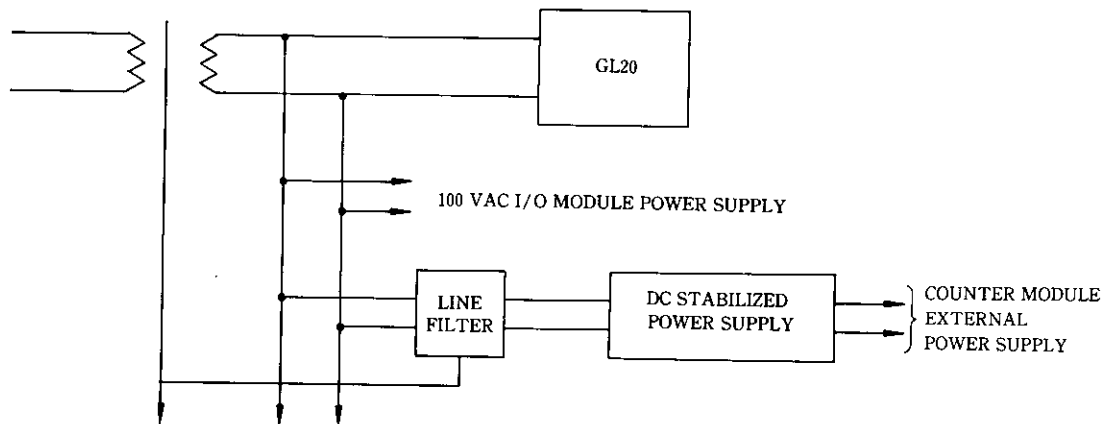 GL20
100 VAC I/O MODULE POWER SUPPLY
LINE
FILTER
DC STABILIZED
POWER SUPPLY
COUNTER MODULE
EXTERNAL
POWER SUPPLY